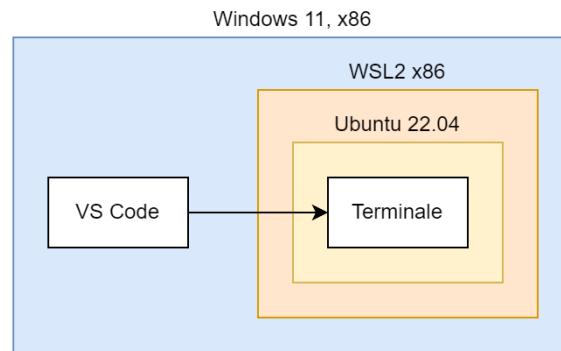 Windows 11, x86
WSL2 x86
Ubuntu 22.04
VS Code
Terminale